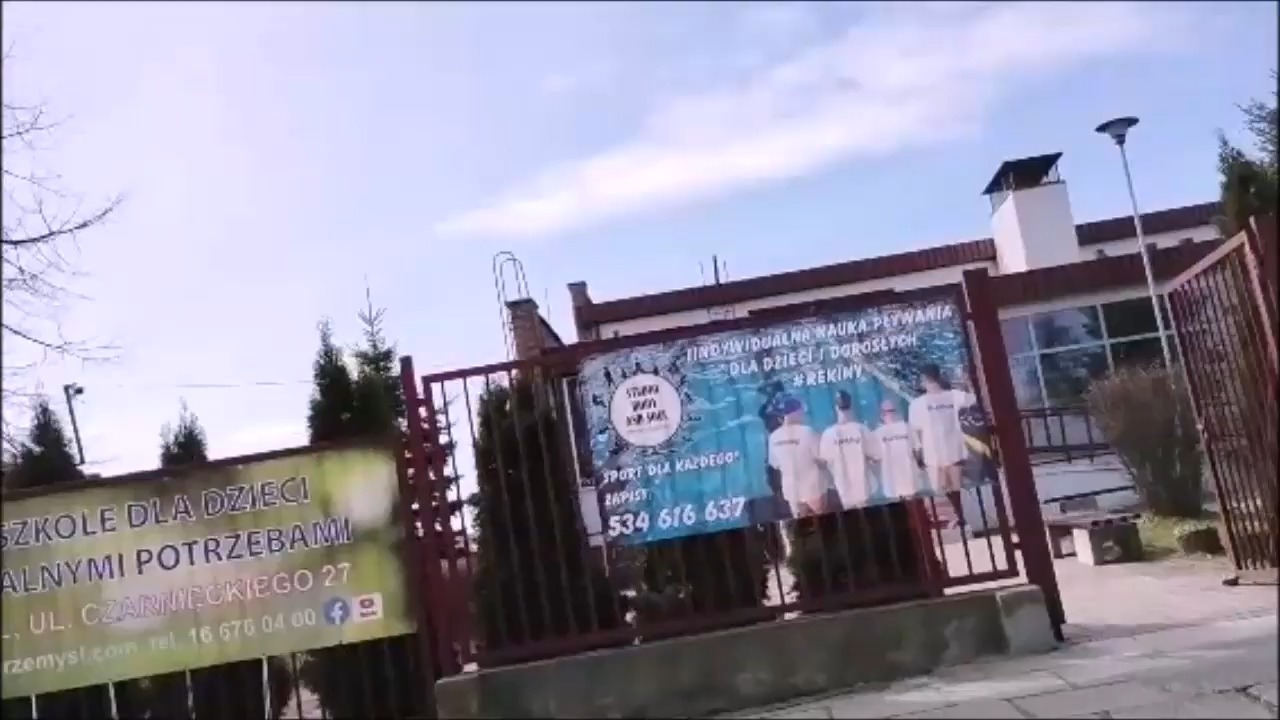 SZKOLE DLA DZIECI
ALNYMI POTRZEBAMI
L., UL. CZARNIECKIEGO 27
rzemysl.com tel. 16 676 04 00
INDYWIDUALNA NAUKA PŁYWANIA
DLA DZIECI I DOROSŁYCH
#REKINY
SPORT DLA KAŻDEGO!
ZAPISY:
534 616 637